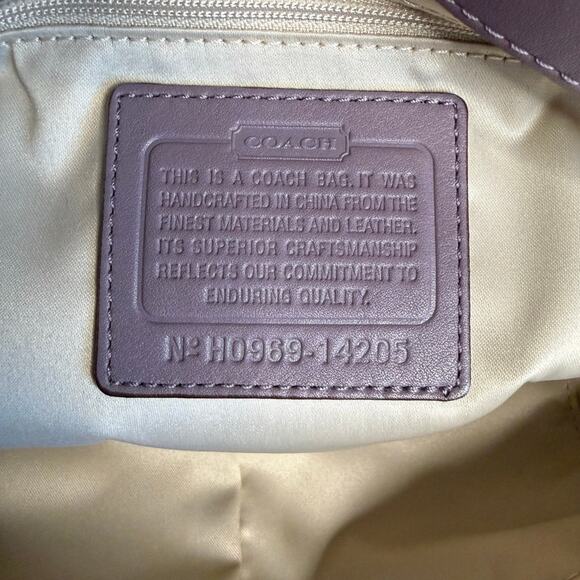 COACH
THIS IS A COACH BAG. IT WAS
HANDCRAFTED IN CHINA FROM THE
FINEST MATERIALS AND LEATHER.
ITS SUPERIOR CRAFTSMANSHIP
REFLECTS OUR COMMITMENT TO
ENDURING QUALITY.
Nº H0969-14205